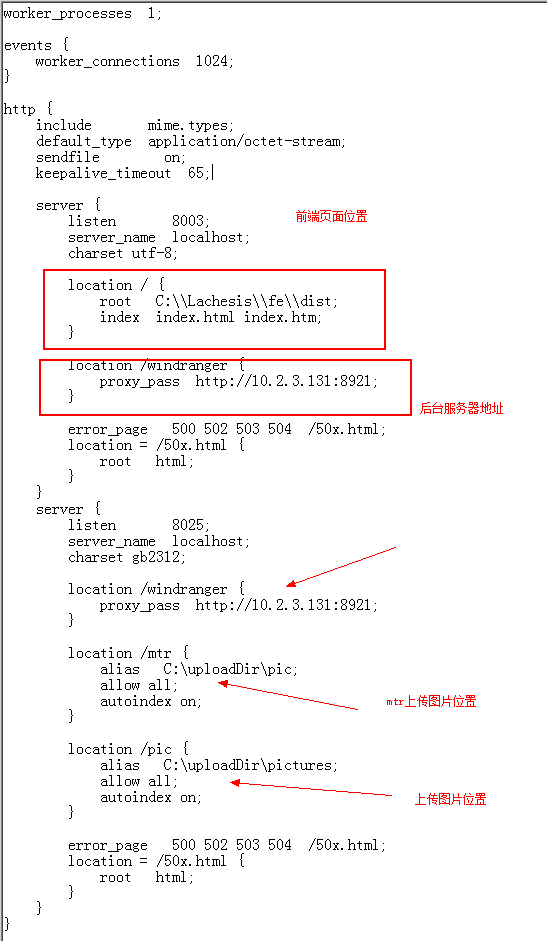 worker_processes  1;
events {
    worker_connections  1024;
}
http {
    include       mime.types;
    default_type  application/octet-stream;
    sendfile        on;
    keepalive_timeout  65;
    server {
        listen       8003;
前端页面位置
        server_name  localhost;
        charset utf-8;
        location / {
            root   C:\\Lachesis\\fe\\dist;
            index  index.html index.htm;
        }
        location /windranger {
            proxy_pass  http://10.2.3.131:8921;
        }
后台服务器地址
        error_page   500 502 503 504  /50x.html;
        location = /50x.html {
            root   html;
        }
    }
    server {
        listen       8025;
        server_name  localhost;
        charset gb2312;
        location /windranger {
            proxy_pass  http://10.2.3.131:8921;
        }
        location /mtr {
            alias   C:\uploadDir\pic;
            allow all;
            autoindex on;
mtr上传图片位置
        }
        location /pic {
            alias   C:\uploadDir\pictures;
            allow all;
            autoindex on;
上传图片位置
        }
        error_page   500 502 503 504  /50x.html;
        location = /50x.html {
            root   html;
        }
    }
}